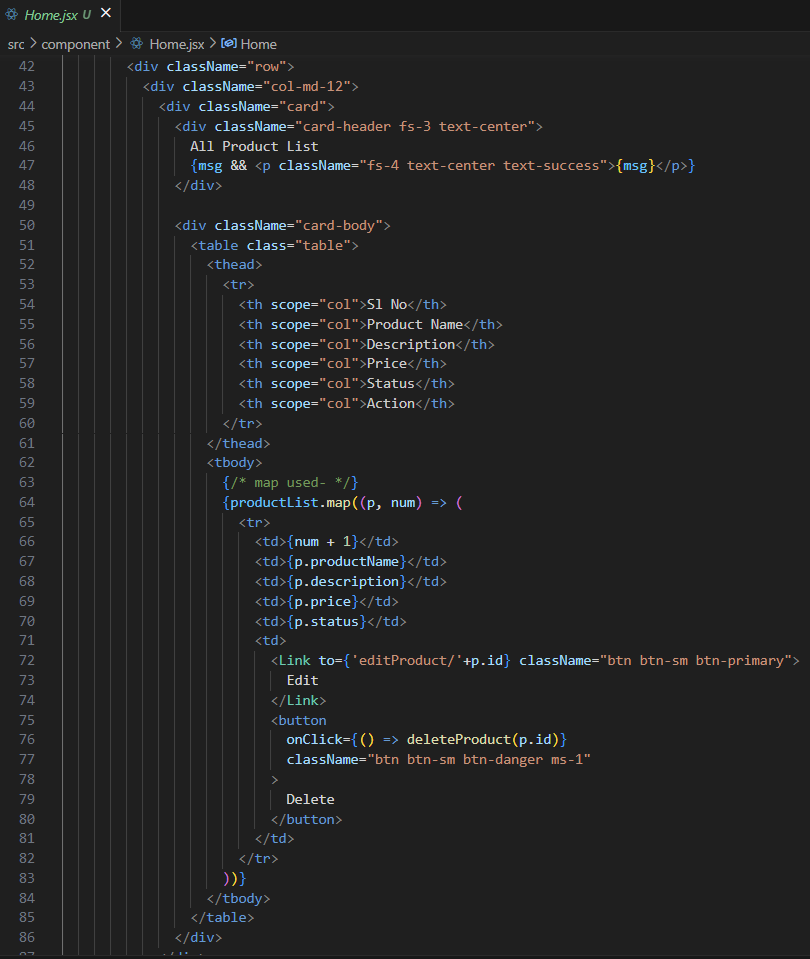 Home.jsx U ×
src > component > Home.jsx > Home
42 <div className="row">
43 <div className="col-md-12">
44 <div className="card">
45 <div className="card-header fs-3 text-center">
46 All Product List
47 {msg && <p className="fs-4 text-center text-success">{msg}</p>}
48 </div>
49
50 <div className="card-body">
51 <table class="table">
52 <thead>
53 <tr>
54 <th scope="col">Sl No</th>
55 <th scope="col">Product Name</th>
56 <th scope="col">Description</th>
57 <th scope="col">Price</th>
58 <th scope="col">Status</th>
59 <th scope="col">Action</th>
60 </tr>
61 </thead>
62 <tbody>
63 {/* map used- */}
64 {productList.map((p, num) => (
65 <tr>
66 <td>{num + 1}</td>
67 <td>{p.productName}</td>
68 <td>{p.description}</td>
69 <td>{p.price}</td>
70 <td>{p.status}</td>
71 <td>
72 <Link to={'editProduct/'+p.id} className="btn btn-sm btn-primary">
73 Edit
74 </Link>
75 <button
76 onClick={() => deleteProduct(p.id)}
77 className="btn btn-sm btn-danger ms-1"
78 >
79 Delete
80 </button>
81 </td>
82 </tr>
83 ))}
84 </tbody>
85 </table>
86 </div>